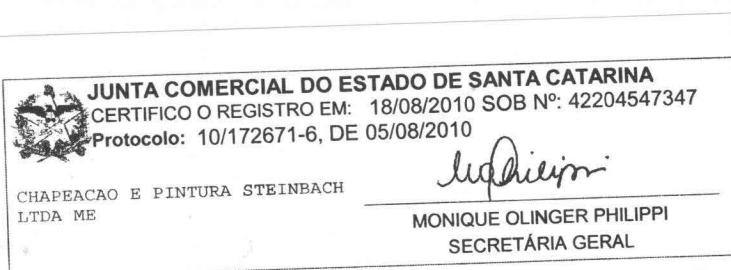 JUNTA COMERCIAL DO ESTADO DE SANTA CATARINA
CERTIFICO O REGISTRO EM: 18/08/2010 SOB Nº: 42204547347
Protocolo: 10/172671-6, DE 05/08/2010
CHAPEACAO E PINTURA STEINBACH
LTDA ME
MONIQUE OLINGER PHILIPPI
SECRETÁRIA GERAL